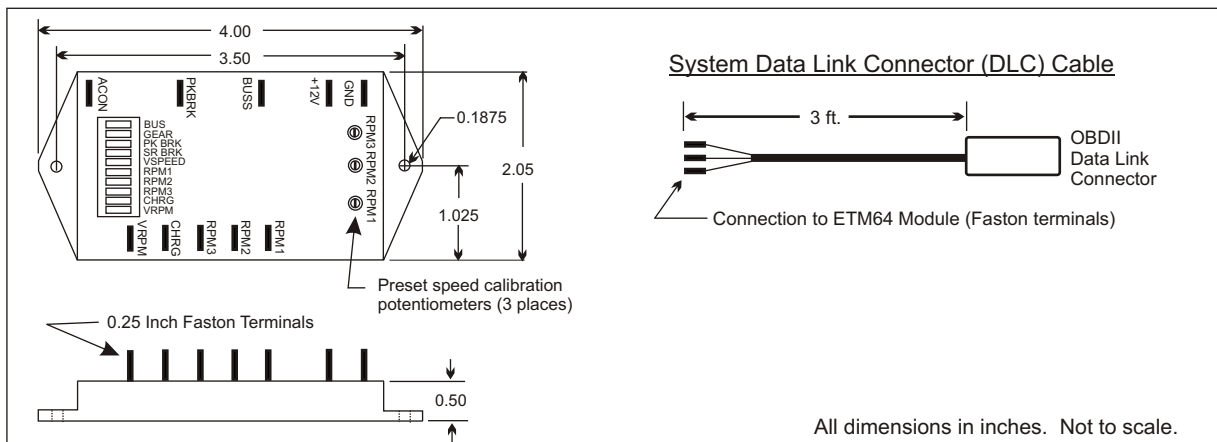 4.00
3.50
ACON
PKBRK
BUSS
+12V
GND
BUS
GEAR
PK BRK
SR BRK
VSPEED
RPM1
RPM2
RPM3
CHRG
VRPM
RPM3
RPM2
RPM1
VRPM
CHRG
RPM3
RPM2
RPM1
0.1875
2.05
1.025
Preset speed calibration
potentiometers (3 places)
0.25 Inch Faston Terminals
0.50
System Data Link Connector (DLC) Cable
3 ft.
OBDII
Data Link
Connector
Connection to ETM64 Module (Faston terminals)
All dimensions in inches. Not to scale.